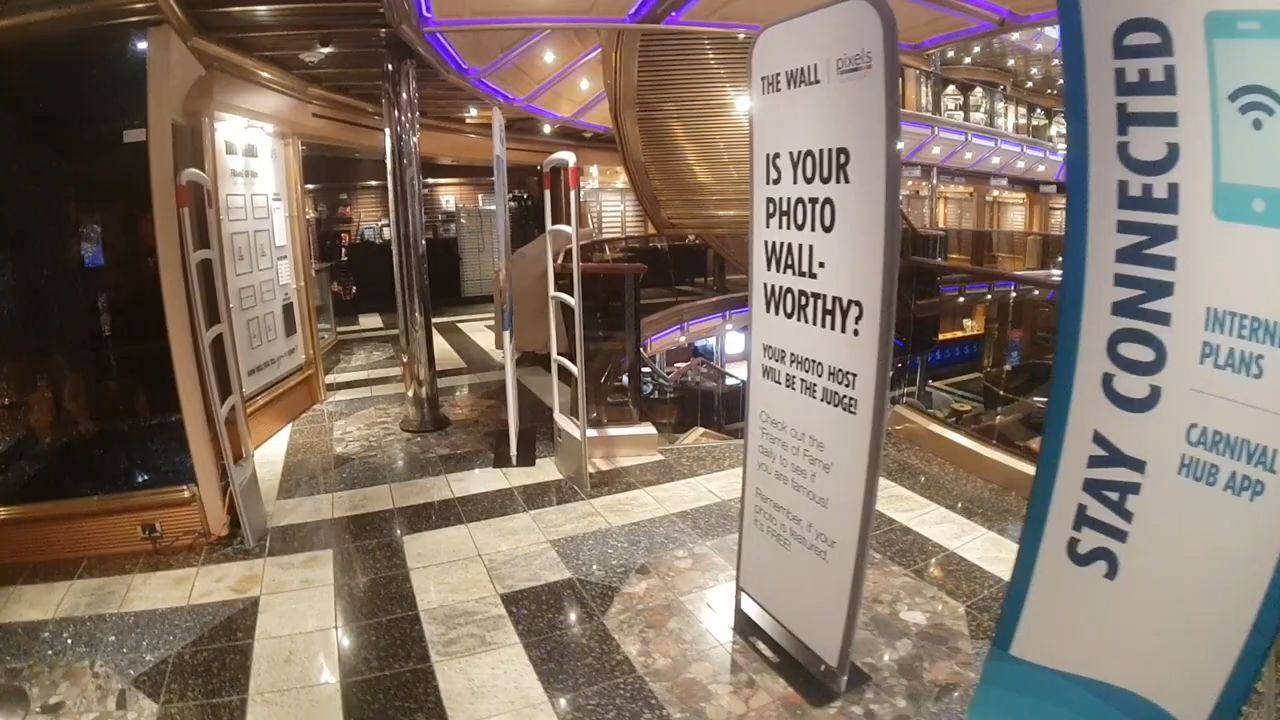 THE WALL | pixels
IS YOUR
PHOTO
WALL-
WORTHY?
YOUR PHOTO HOST
WILL BE THE JUDGE!
Check out the
'Frame of Fame'
daily to see if
you are famous!
Remember, if your
photo is featured,
it's FREE!
STAY CONNECTED
INTERN
PLANS
CARNIVAL
HUB APP